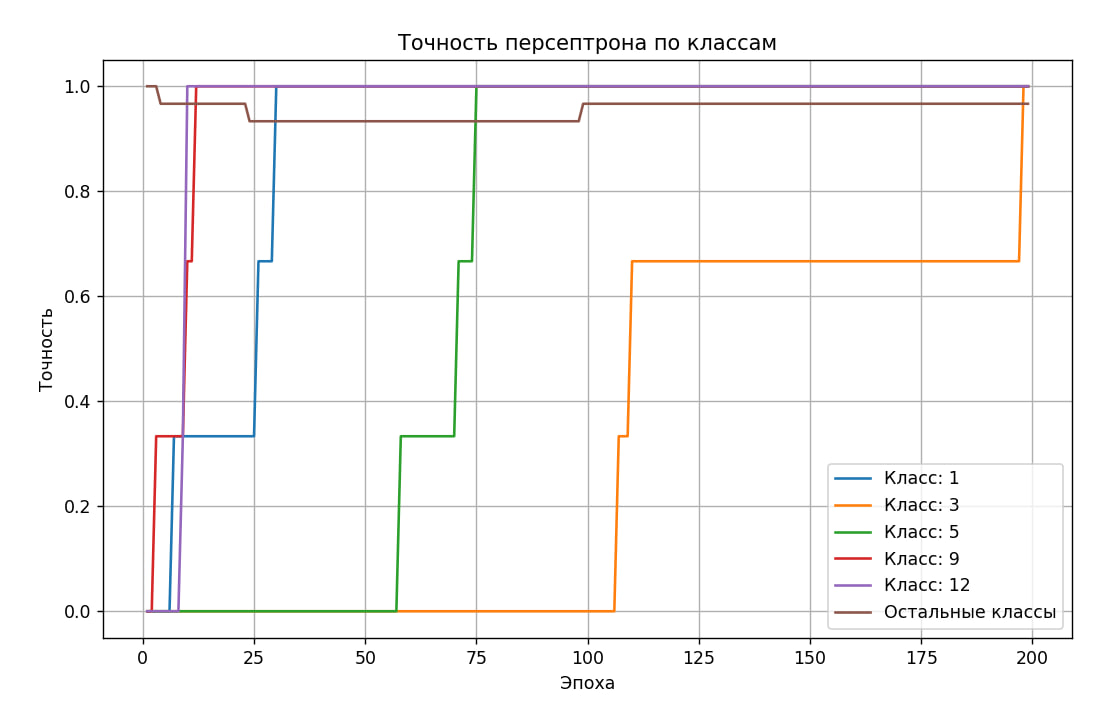 Точность персептрона по классам
Точность
1.0
0.8
0.6
0.4
0.2
0.0
Класс: 1
Класс: 3
Класс: 5
Класс: 9
Класс: 12
Остальные классы
0 25 50 75 100 125 150 175 200
Эпоха